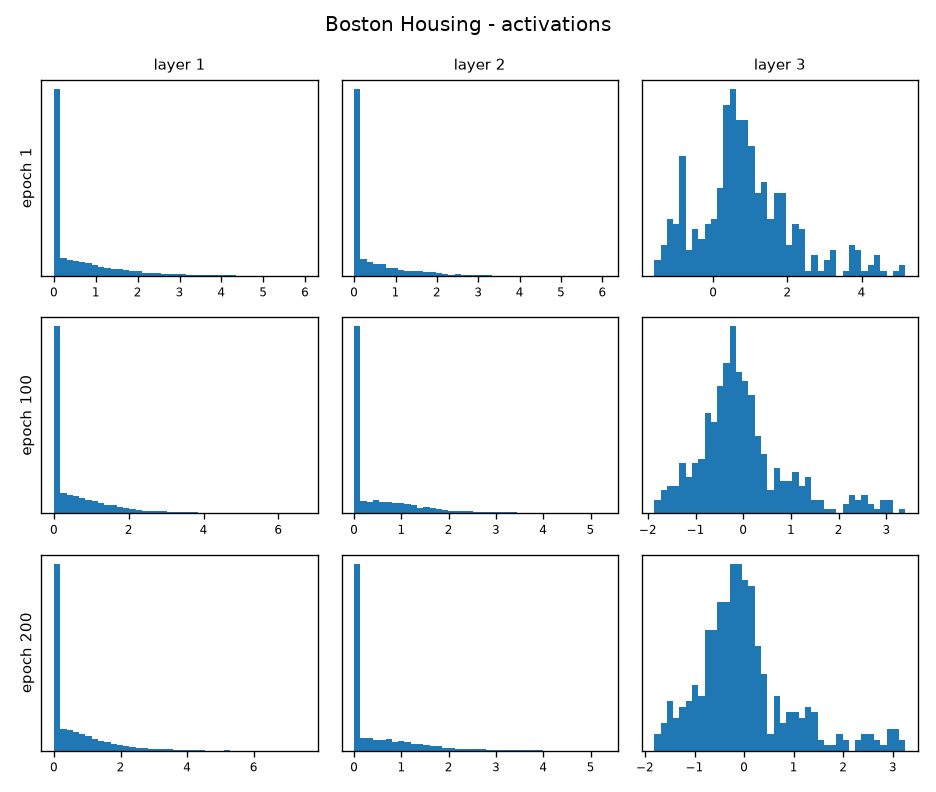 Boston Housing - activations
layer 1 layer 2 layer 3
epoch 1
0 1 2 3 4 5 6 0 1 2 3 4 5 6 0 2 4
epoch 100
0 2 4 6 0 1 2 3 4 5 −2 −1 0 1 2 3
epoch 200
0 2 4 6 0 1 2 3 4 5 −2 −1 0 1 2 3